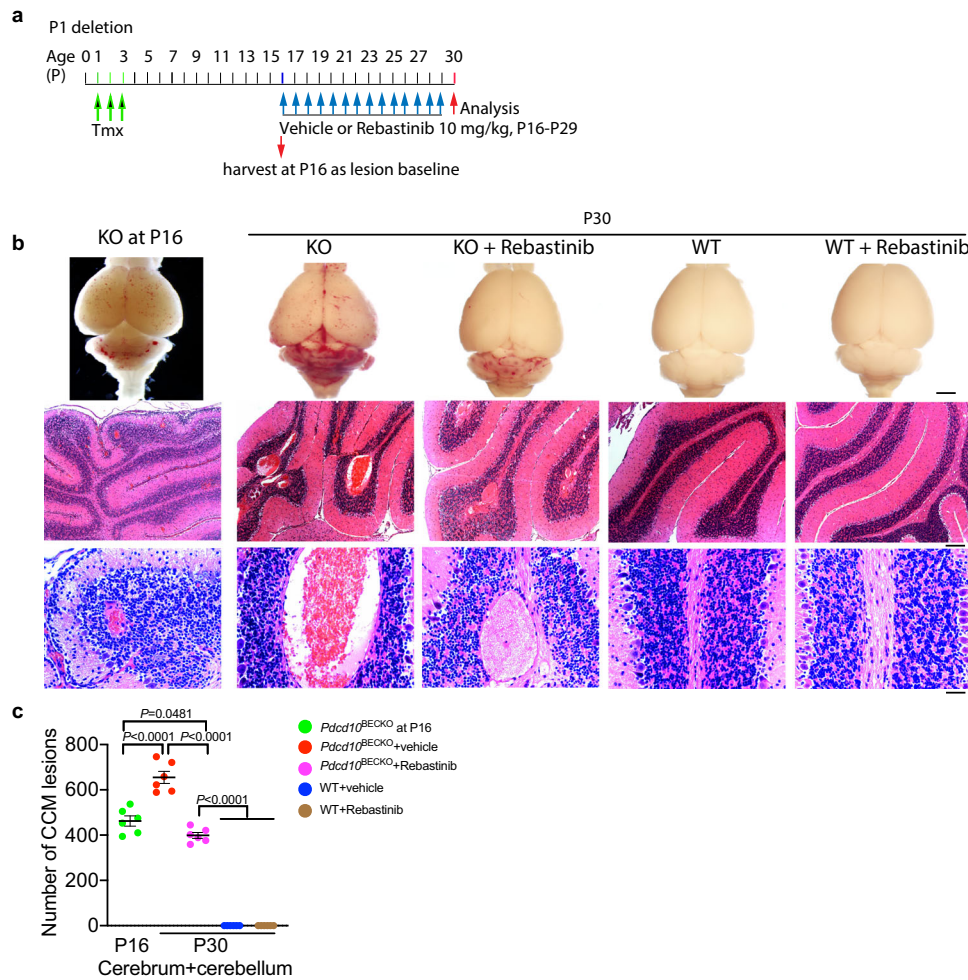 a
P1 deletion
Age 0 1 3 5 7 9 11 13 15 17 19 21 23 25 27 30
(P)
Analysis
Tmx
Vehicle or Rebastinib 10 mg/kg, P16-P29
harvest at P16 as lesion baseline
P30
b
KO at P16 KO KO + Rebastinib WT WT + Rebastinib
c
P=0.0481
P<0.0001 P<0.0001
P<0.0001
Number of CCM lesions
800
600
400
200
0
P16 P30
Cerebrum+cerebellum
Pdcd10BECKO at P16
Pdcd10BECKO+vehicle
Pdcd10BECKO+Rebastinib
WT+vehicle
WT+Rebastinib